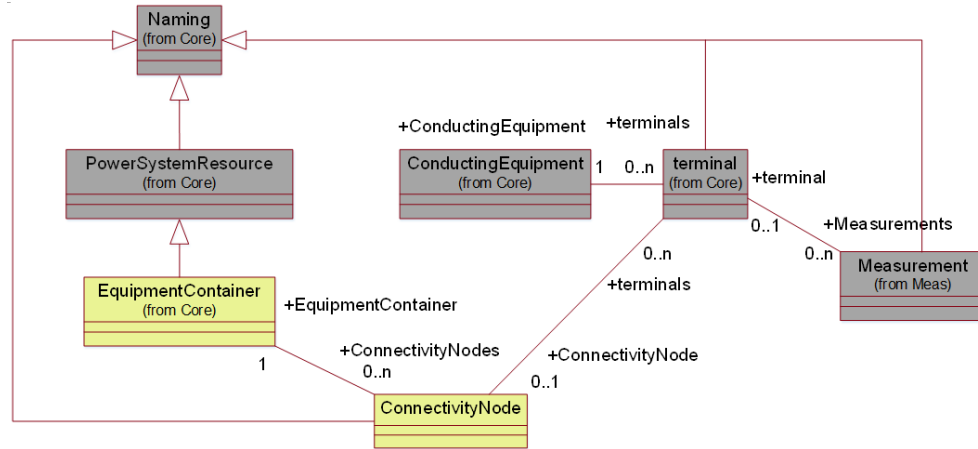 Naming
(from Core)
+ConductingEquipment
+terminals
PowerSystemResource
(from Core)
ConductingEquipment
(from Core)
1
0..n
terminal
(from Core)
+terminal
0..1
+Measurements
0..n
0..n
Measurement
(from Meas)
EquipmentContainer
(from Core)
+EquipmentContainer
+terminals
1
+ConnectivityNodes
0..n
+ConnectivityNode
0..1
ConnectivityNode